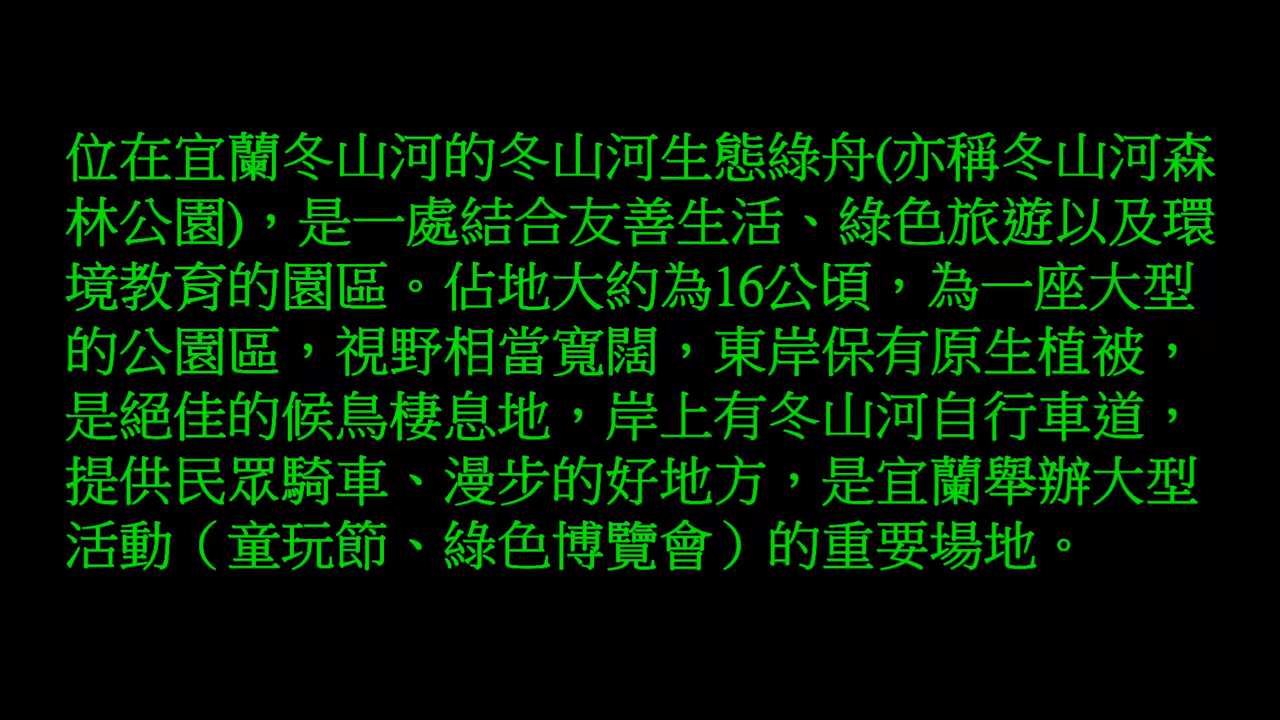 位在宜蘭冬山河的冬山河生態綠舟(亦稱冬山河森
林公園)，是一處結合友善生活、綠色旅遊以及環
境教育的園區。佔地大約為16公頃，為一座大型
的公園區，視野相當寬闊，東岸保有原生植被，
是絕佳的候鳥棲息地，岸上有冬山河自行車道，
提供民眾騎車、漫步的好地方，是宜蘭舉辦大型
活動（童玩節、綠色博覽會）的重要場地。